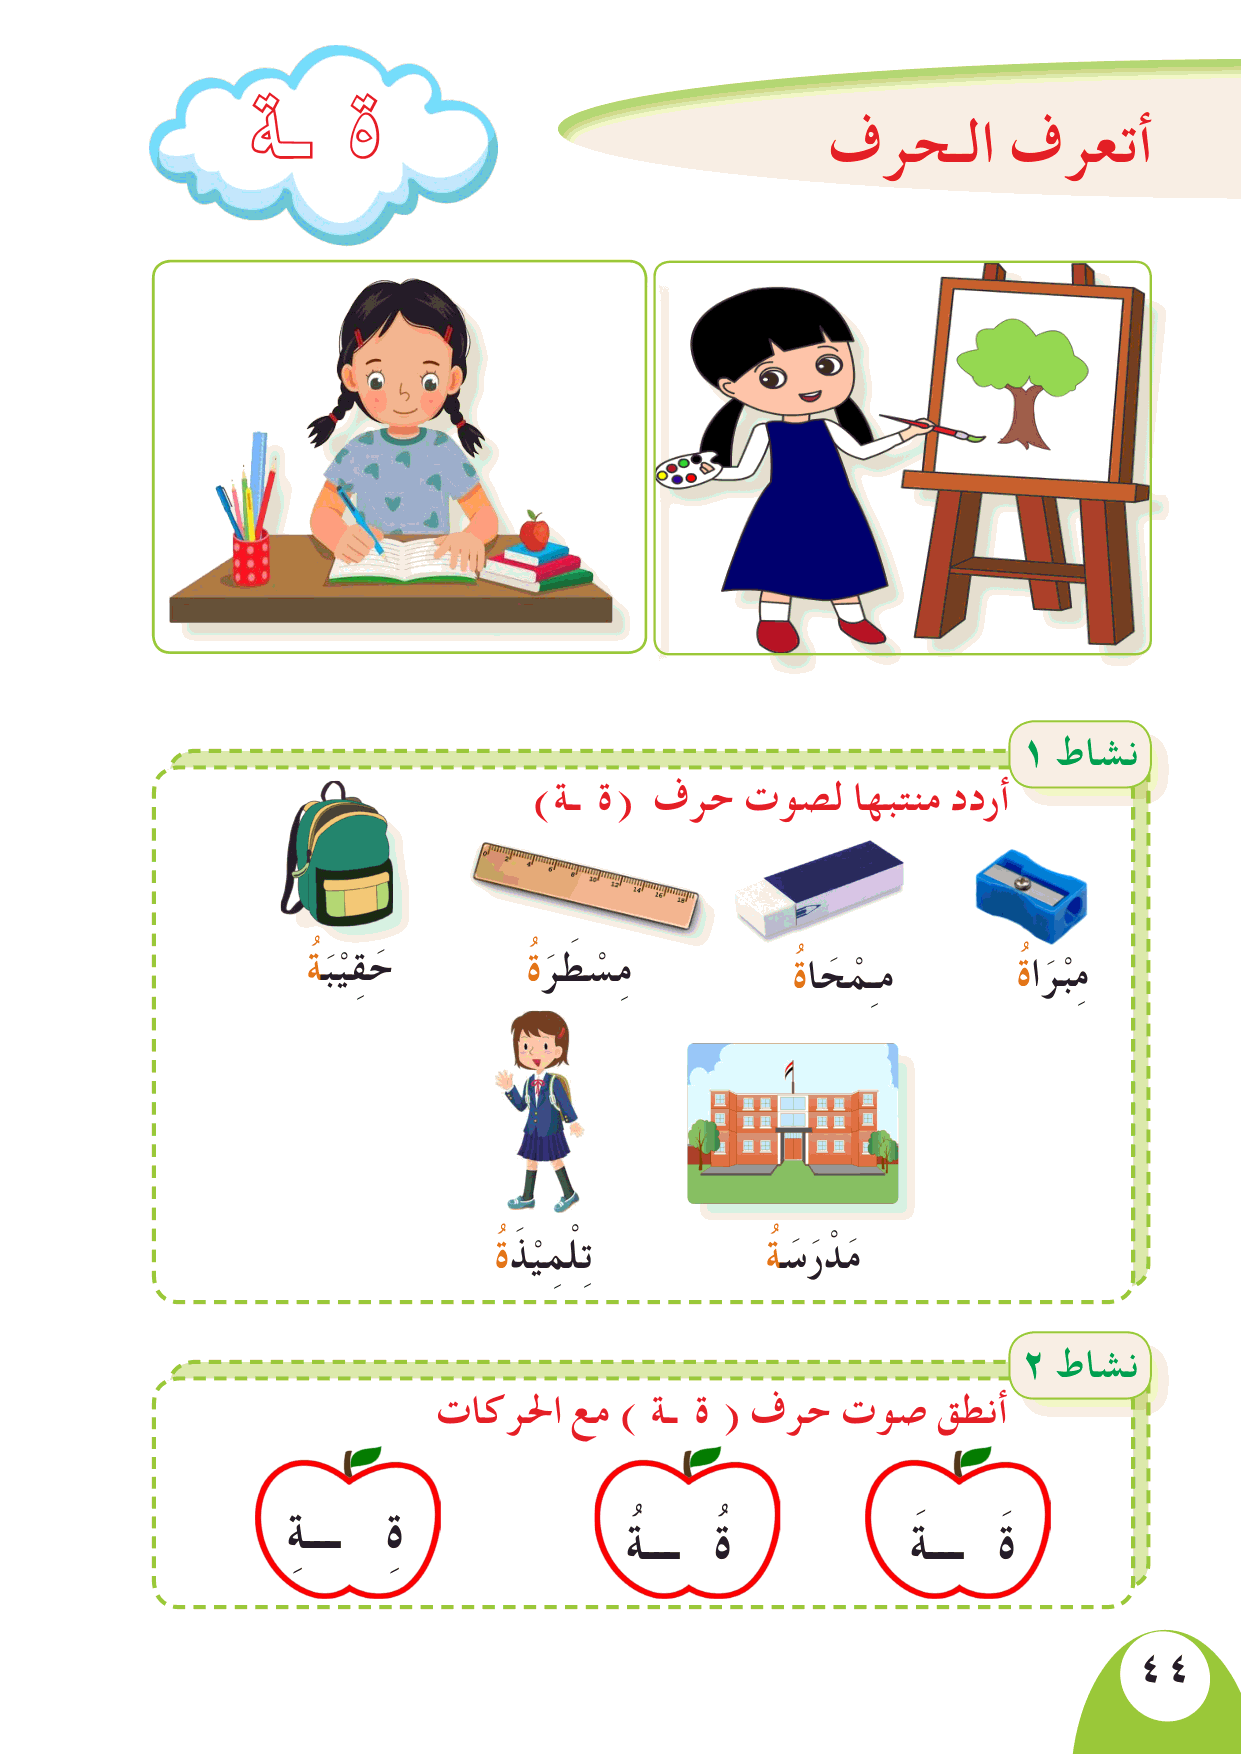 أتعرف الـحرف
ة ـة
نشاط ١
أردد منتبها لصوت حرف (ة ـة)
مِبْرَاةُ مِـمْحَاةُ مِسْطَرَةُ حَقِيْبَةُ
مَدْرَسَةُ تِلْمِيْذَةُ
نشاط ٢
أنطق صوت حرف ( ة ـة ) مع الحركات
ةَ ـــةَ ةُ ـــةُ ةِ ـــةِ
٤٤